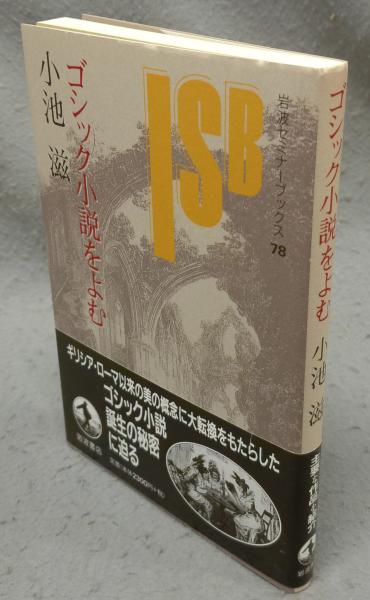 ゴシック小説をよむ
小池 滋
ISB
岩波セミナーブックス 78
ギリシア・ローマ以来の美の概念に大転換をもたらした
ゴシック小説
誕生の秘密
に迫る
岩波書店
ゴシック小説をよむ
小池 滋